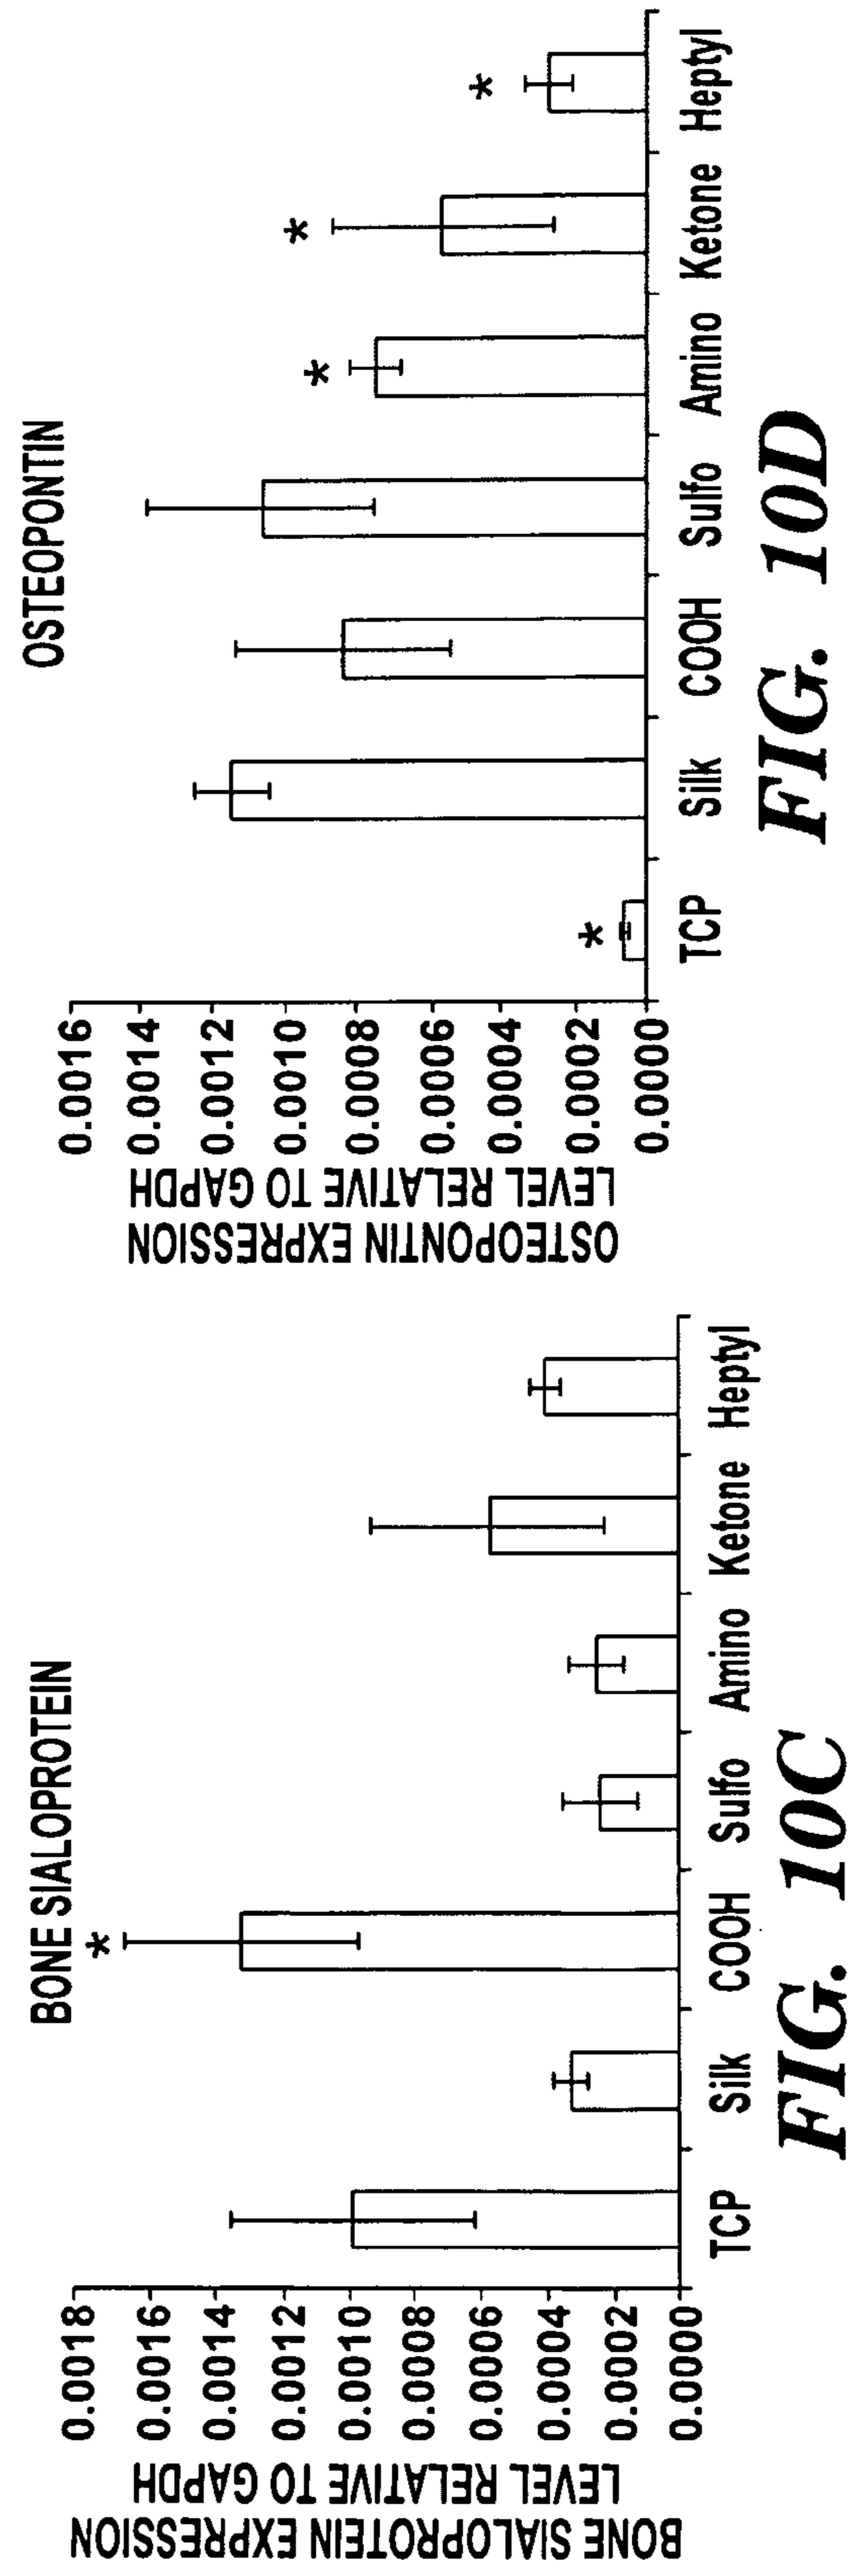 BONE SIALOPROTEIN
BONE SIALOPROTEIN EXPRESSION
LEVEL RELATIVE TO GAPDH
0.0018
0.0016
0.0014
0.0012
0.0010
0.0008
0.0006
0.0004
0.0002
0.0000
*
TCP Silk COOH Sulfo Amino Ketone Heptyl
FIG. 10C
OSTEOPONTIN
OSTEOPONTIN EXPRESSION
LEVEL RELATIVE TO GAPDH
0.0016
0.0014
0.0012
0.0010
0.0008
0.0006
0.0004
0.0002
0.0000
* * * *
TCP Silk COOH Sulfo Amino Ketone Heptyl
FIG. 10D